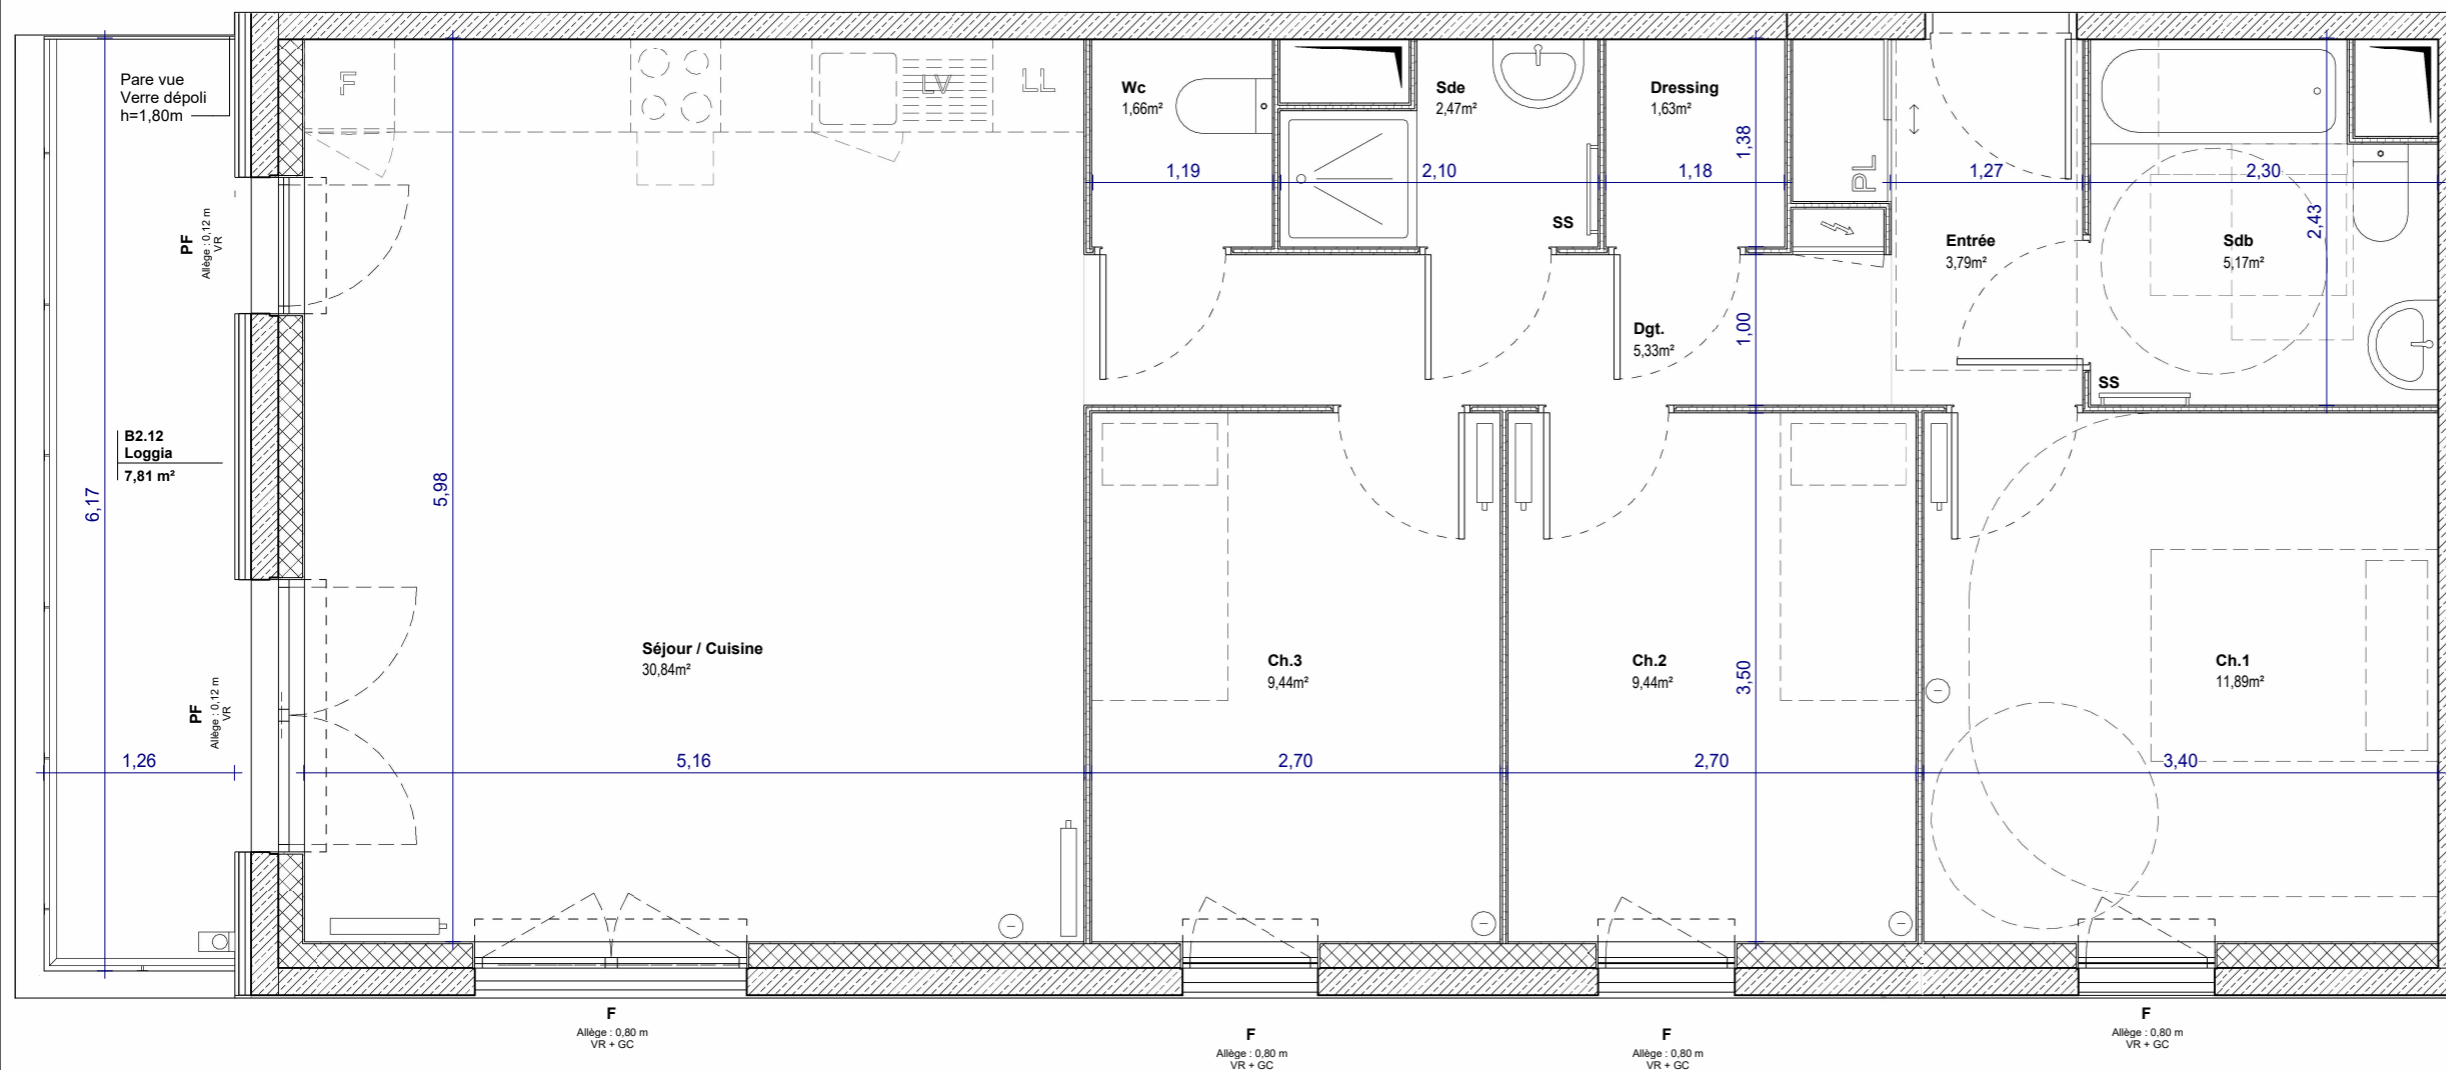 Pare vue
Verre dépoli
h=1,80m
F
LV
LL
Wc
1,66m²
Sde
2,47m²
Dressing
1,63m²
1,38
PL
1,19
2,10
1,18
1,27
2,30
SS
PF
Allège : 0,12 m
VR
Entrée
3,79m²
Sdb
5,17m²
2,43
Dgt.
5,33m²
1,00
SS
B2.12
Loggia
7,81 m²
6,17
5,98
Séjour / Cuisine
30,84m²
Ch.3
9,44m²
Ch.2
9,44m²
3,50
Ch.1
11,89m²
PF
Allège : 0,12 m
VR
1,26
5,16
2,70
2,70
3,40
F
Allège : 0,80 m
VR + GC
F
Allège : 0,80 m
VR + GC
F
Allège : 0,80 m
VR + GC
F
Allège : 0,80 m
VR + GC